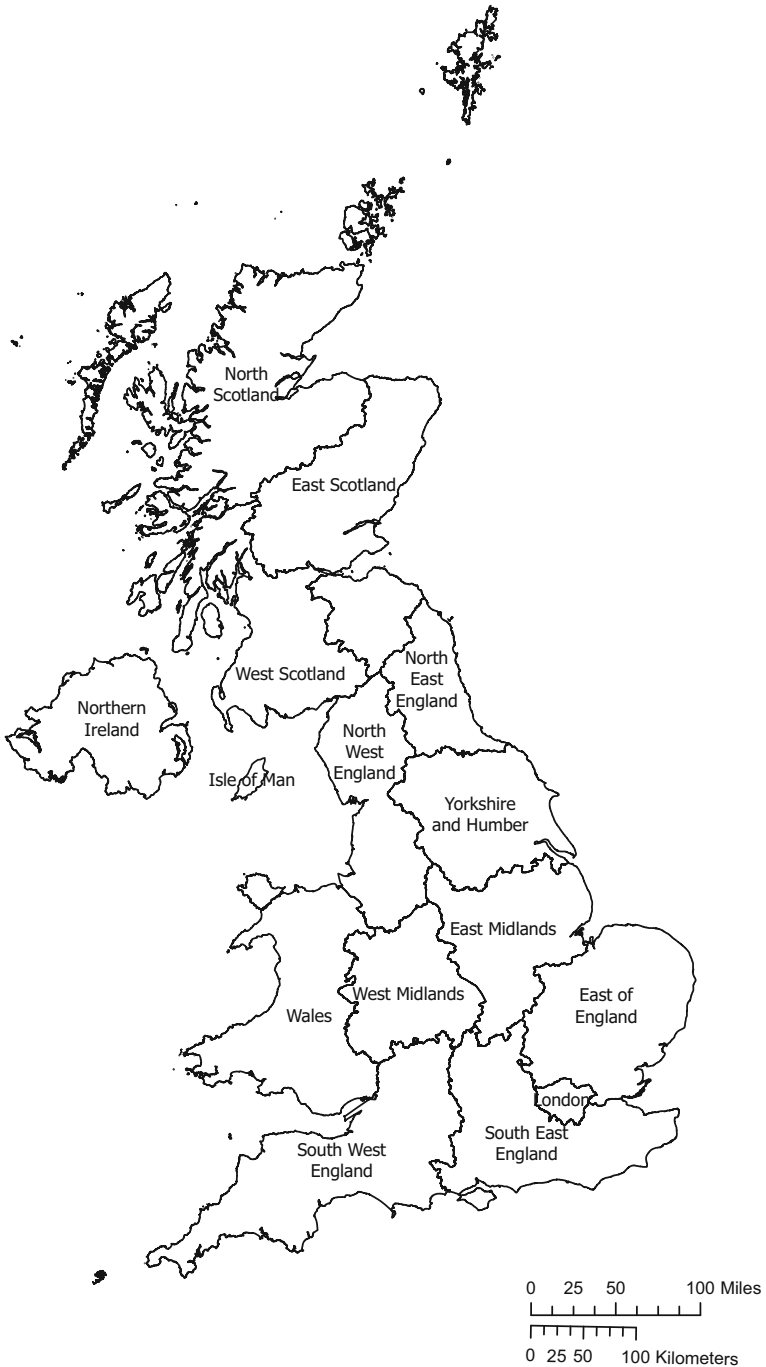 North
Scotland
East Scotland
West Scotland
North
East
England
Northern
Ireland
North
West
England
Isle of Man
Yorkshire
and Humber
East Midlands
West Midlands
East of
England
Wales
London
South East
England
South West
England
0 25 50 100 Miles
0 25 50 100 Kilometers